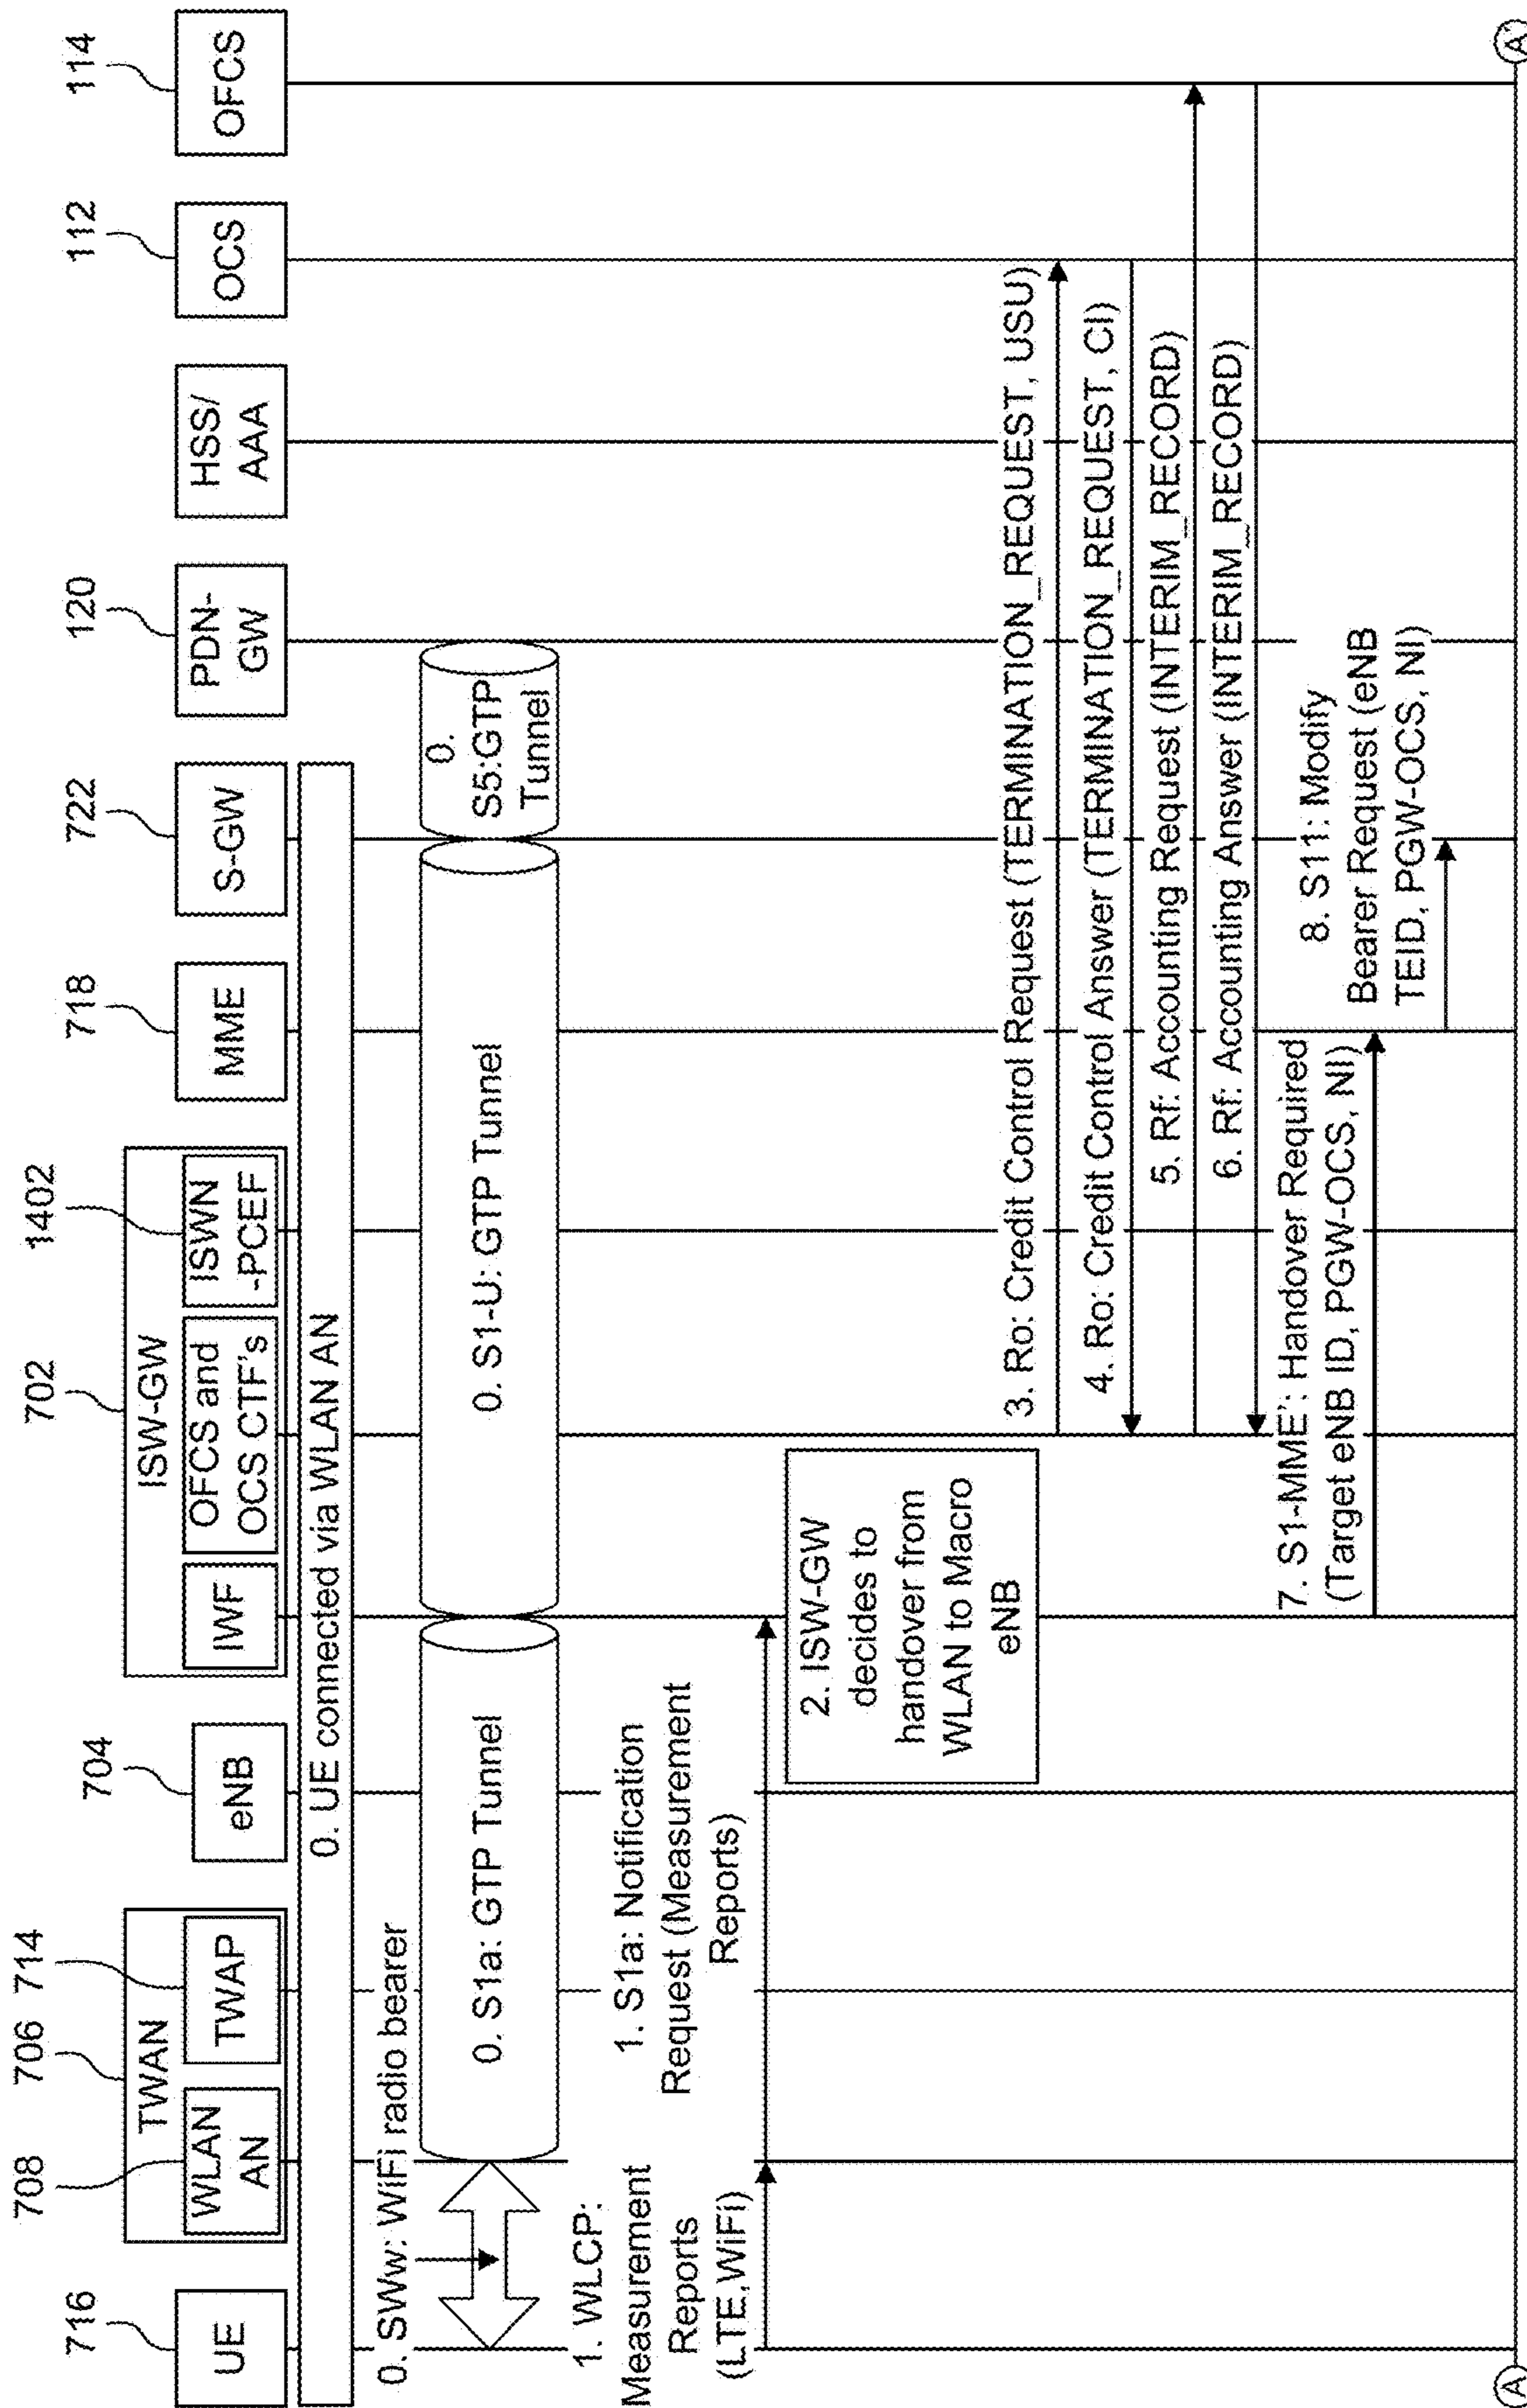 716
UE
706
TWAN
708
WLAN
AN
714
TWAP
704
eNB
702
ISW-GW
IWF
OFCS and
OCS CTF's
1402
ISWN
-PCEF
718
MME
722
S-GW
120
PDN-
GW
HSS/
AAA
112
OCS
114
OFCS
0. UE connected via WLAN AN
0. SWw: WiFi radio bearer
0. S1a: GTP Tunnel
0. S1-U: GTP Tunnel
0.
S5:GTP
Tunnel
1. WLCP:
Measurement
Reports
(LTE,WiFi)
1. S1a: Notification
Request (Measurement
Reports)
2. ISW-GW
decides to
handover from
WLAN to Macro
eNB
3. Ro: Credit Control Request (TERMINATION_REQUEST, USU)
4. Ro: Credit Control Answer (TERMINATION_REQUEST, CI)
5. Rf: Accounting Request (INTERIM_RECORD)
6. Rf: Accounting Answer (INTERIM_RECORD)
7. S1-MME': Handover Required
(Target eNB ID, PGW-OCS, NI)
8. S11: Modify
Bearer Request (eNB
TEID, PGW-OCS, NI)
A
A